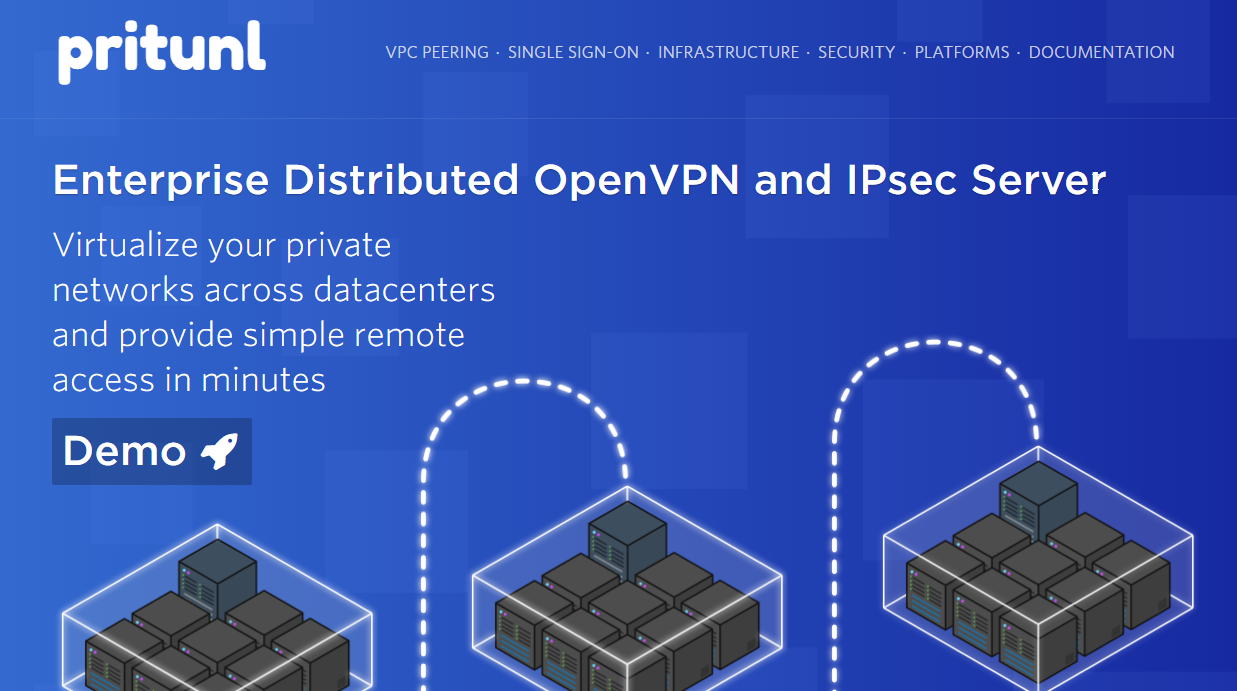 pritunl
VPC PEERING · SINGLE SIGN-ON · INFRASTRUCTURE · SECURITY · PLATFORMS · DOCUMENTATION
Enterprise Distributed OpenVPN and IPsec Server
Virtualize your private
networks across datacenters
and provide simple remote
access in minutes
Demo